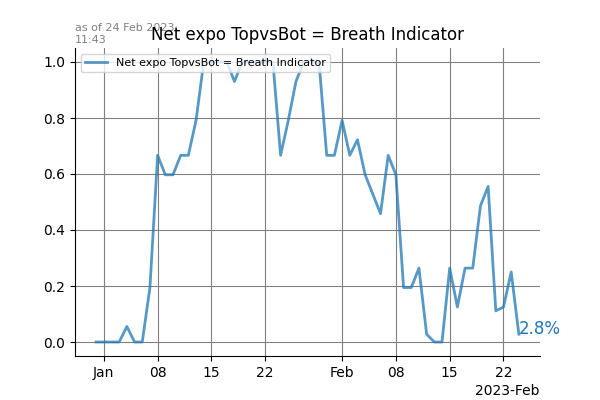 as of 24 Feb 2023
11:43
Net expo TopvsBot = Breath Indicator
Net expo TopvsBot = Breath Indicator
1.0
0.8
0.6
0.4
0.2
0.0
2.8%
Jan 08 15 22 Feb 08 15 22
2023-Feb